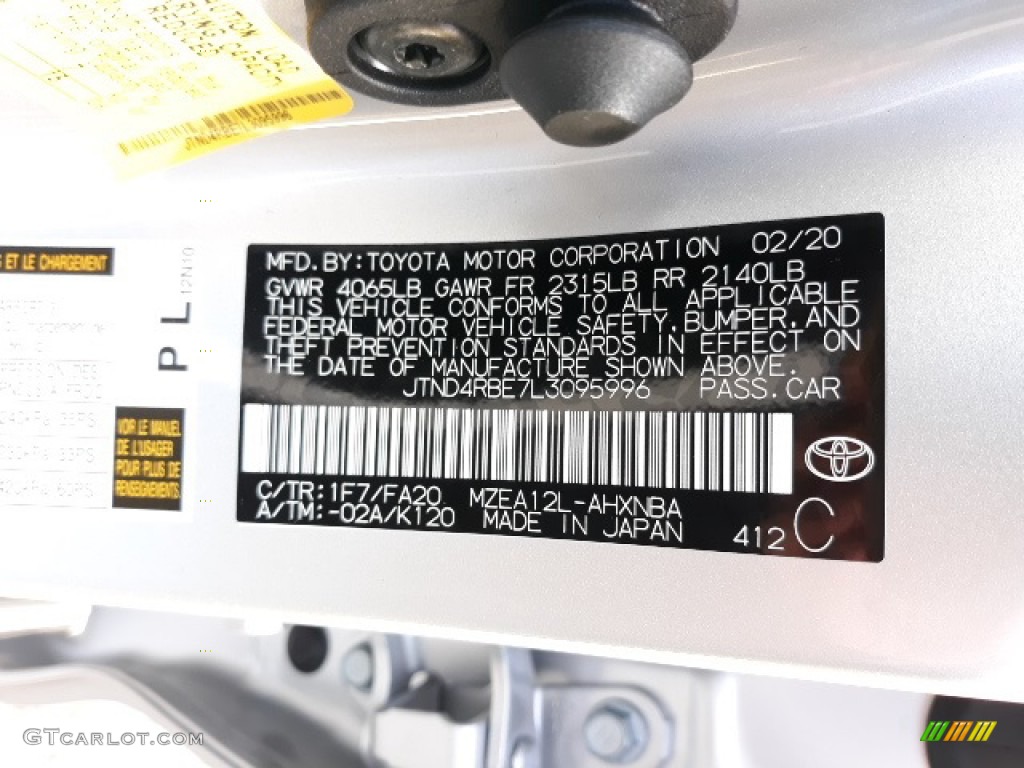 JTND4RBE7L3095996
ET LE CHARGEMENT
P L
12N10
VOIR LE MANUEL
DE L'USAGER
POUR PLUS DE
RENSEIGNEMENTS
MFD. BY: TOYOTA MOTOR CORPORATION 02/20
GVWR 4065LB GAWR FR 2315LB RR 2140LB
THIS VEHICLE CONFORMS TO ALL APPLICABLE
FEDERAL MOTOR VEHICLE SAFETY, BUMPER, AND
THEFT PREVENTION STANDARDS IN EFFECT ON
THE DATE OF MANUFACTURE SHOWN ABOVE.
JTND4RBE7L3095996 PASS. CAR
C/TR: 1F7/FA20 MZEA12L-AHXNBA
A/TM: -02A/K120 MADE IN JAPAN
412 C
GTCarlot.com